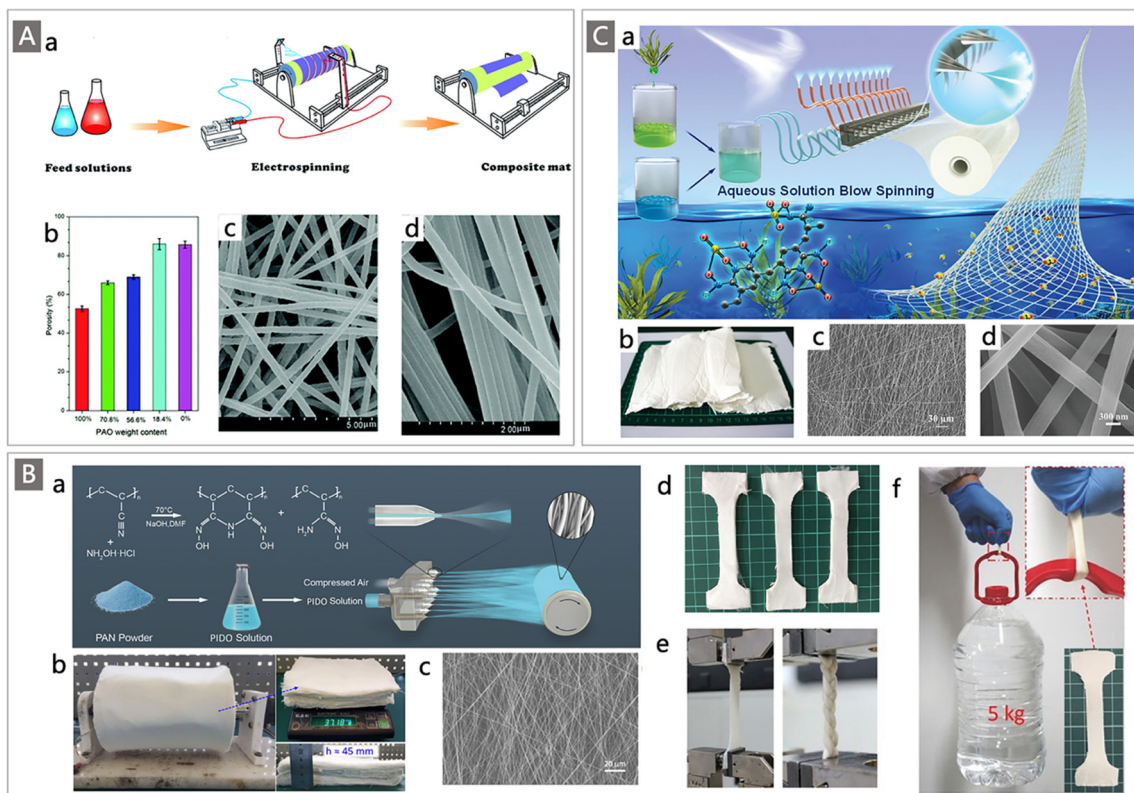 A
a
Feed solutions
Electrospinning
Composite mat
b
Porosity (%)
100
80
60
40
20
0
100%
70.8%
56.6%
18.4%
0%
PAO weight content
c
5.00μm
d
2.00μm
C
a
Aqueous Solution Blow Spinning
b
c
30 μm
d
300 nm
B
a
n
C
N
+
NH₂OH·HCl
70°C
NaOH,DMF
n
N
OH
N
H
N
OH
+
n
H₂N
N
OH
PAN Powder
PIDO Solution
Compressed Air
PIDO Solution
b
37.18
h ≈ 45 mm
c
20 μm
d
e
f
5 kg